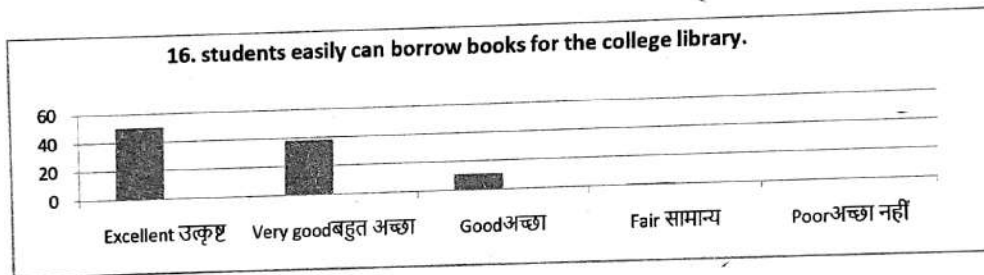 16. students easily can borrow books for the college library.
60
40
20
0
Excellent उत्कृष्ट Very goodबहुत अच्छा Goodअच्छा Fair सामान्य Poorअच्छा नहीं